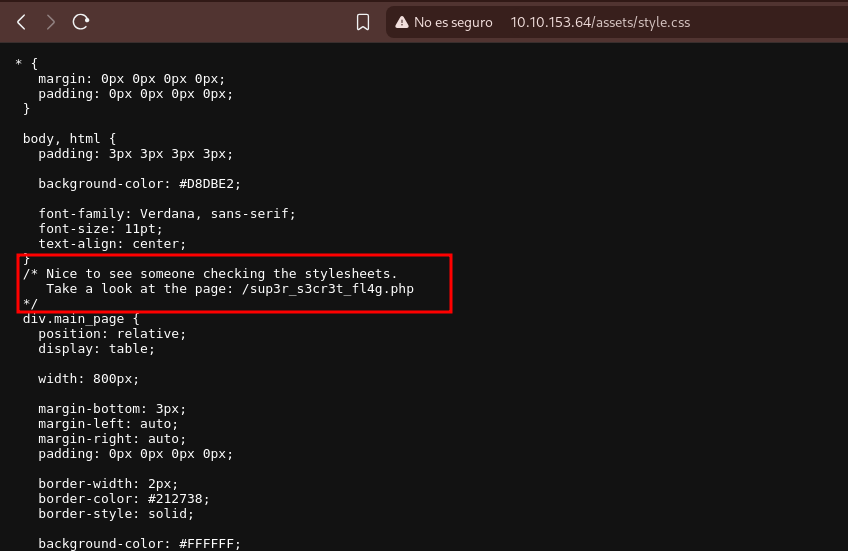 No es seguro 10.10.153.64/assets/style.css
* {
margin: 0px 0px 0px 0px;
padding: 0px 0px 0px 0px;
}
body, html {
padding: 3px 3px 3px 3px;
background-color: #D8DBE2;
font-family: Verdana, sans-serif;
font-size: 11pt;
text-align: center;
}
/* Nice to see someone checking the stylesheets.
Take a look at the page: /sup3r_s3cr3t_fl4g.php
*/
div.main_page {
position: relative;
display: table;
width: 800px;
margin-bottom: 3px;
margin-left: auto;
margin-right: auto;
padding: 0px 0px 0px 0px;
border-width: 2px;
border-color: #212738;
border-style: solid;
background-color: #FFFFFF;